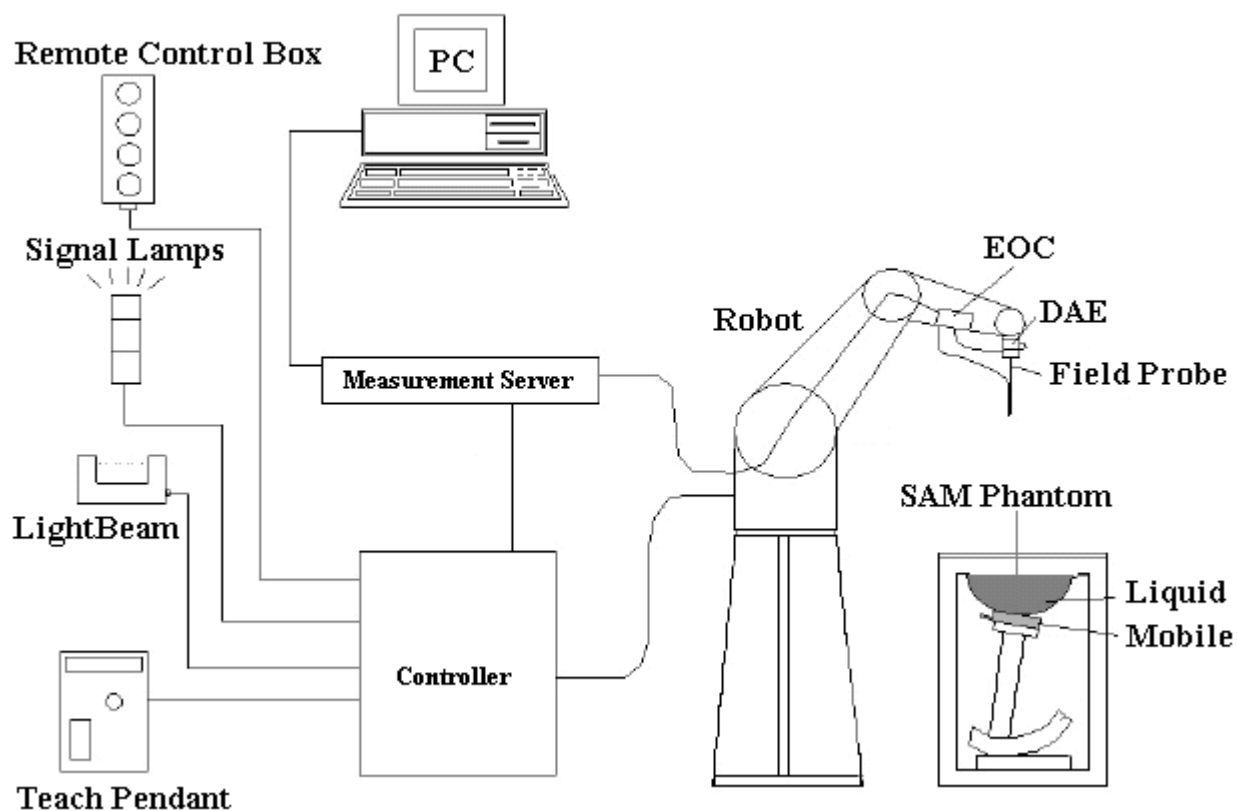 Remote Control Box
PC
Signal Lamps
EOC
Robot
DAE
Measurement Server
Field Probe
LightBeam
SAM Phantom
Liquid
Mobile
Controller
Teach Pendant